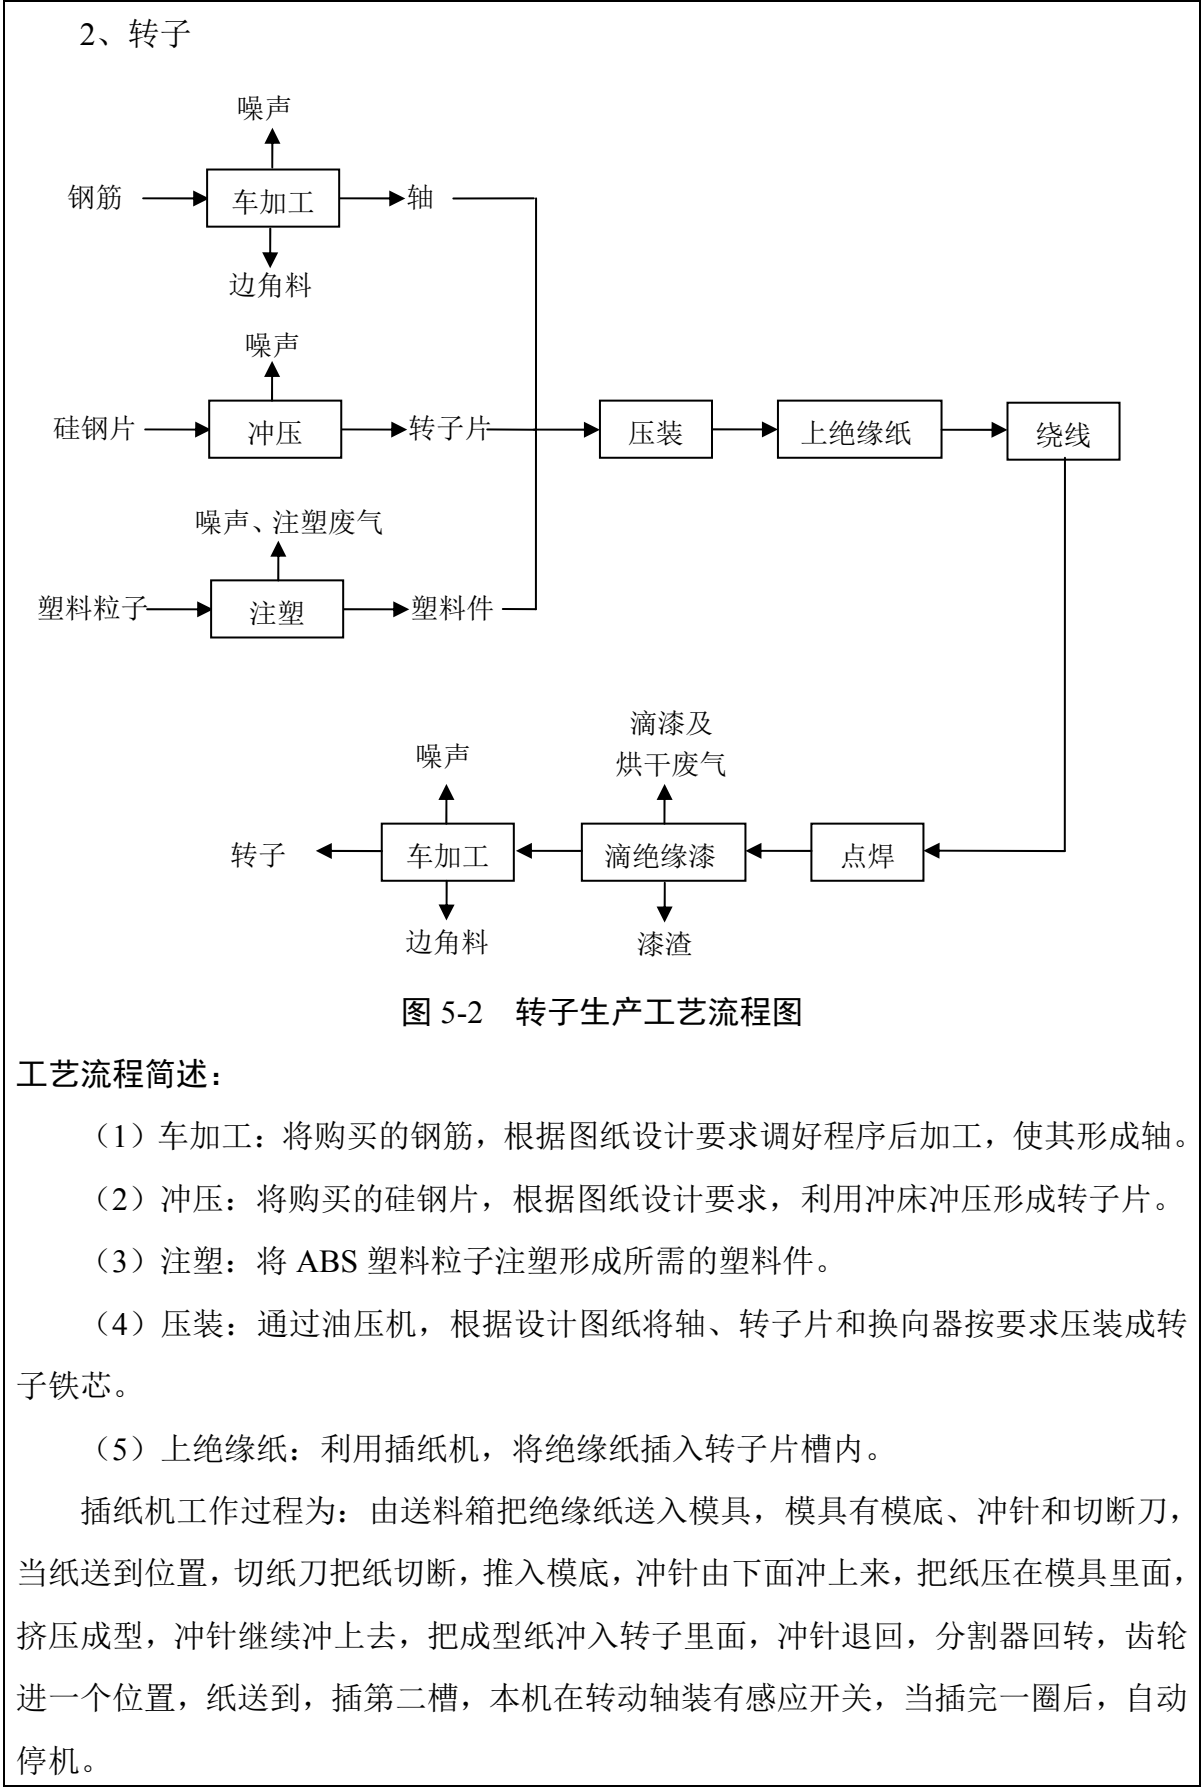 2、转子
噪声
钢筋 车加工 轴
边角料
噪声
硅钢片 冲压 转子片 压装 上绝缘纸 绕线
噪声、注塑废气
塑料粒子 注塑 塑料件
滴漆及
噪声 烘干废气
转子 车加工 滴绝缘漆 点焊
边角料 漆渣
图 5-2 转子生产工艺流程图
工艺流程简述：
（1）车加工：将购买的钢筋，根据图纸设计要求调好程序后加工，使其形成轴。
（2）冲压：将购买的硅钢片，根据图纸设计要求，利用冲床冲压形成转子片。
（3）注塑：将 ABS 塑料粒子注塑形成所需的塑料件。
（4）压装：通过油压机，根据设计图纸将轴、转子片和换向器按要求压装成转
子铁芯。
（5）上绝缘纸：利用插纸机，将绝缘纸插入转子片槽内。
插纸机工作过程为：由送料箱把绝缘纸送入模具，模具有模底、冲针和切断刀，
当纸送到位置，切纸刀把纸切断，推入模底，冲针由下面冲上来，把纸压在模具里面，
挤压成型，冲针继续冲上去，把成型纸冲入转子里面，冲针退回，分割器回转，齿轮
进一个位置，纸送到，插第二槽，本机在转动轴装有感应开关，当插完一圈后，自动
停机。